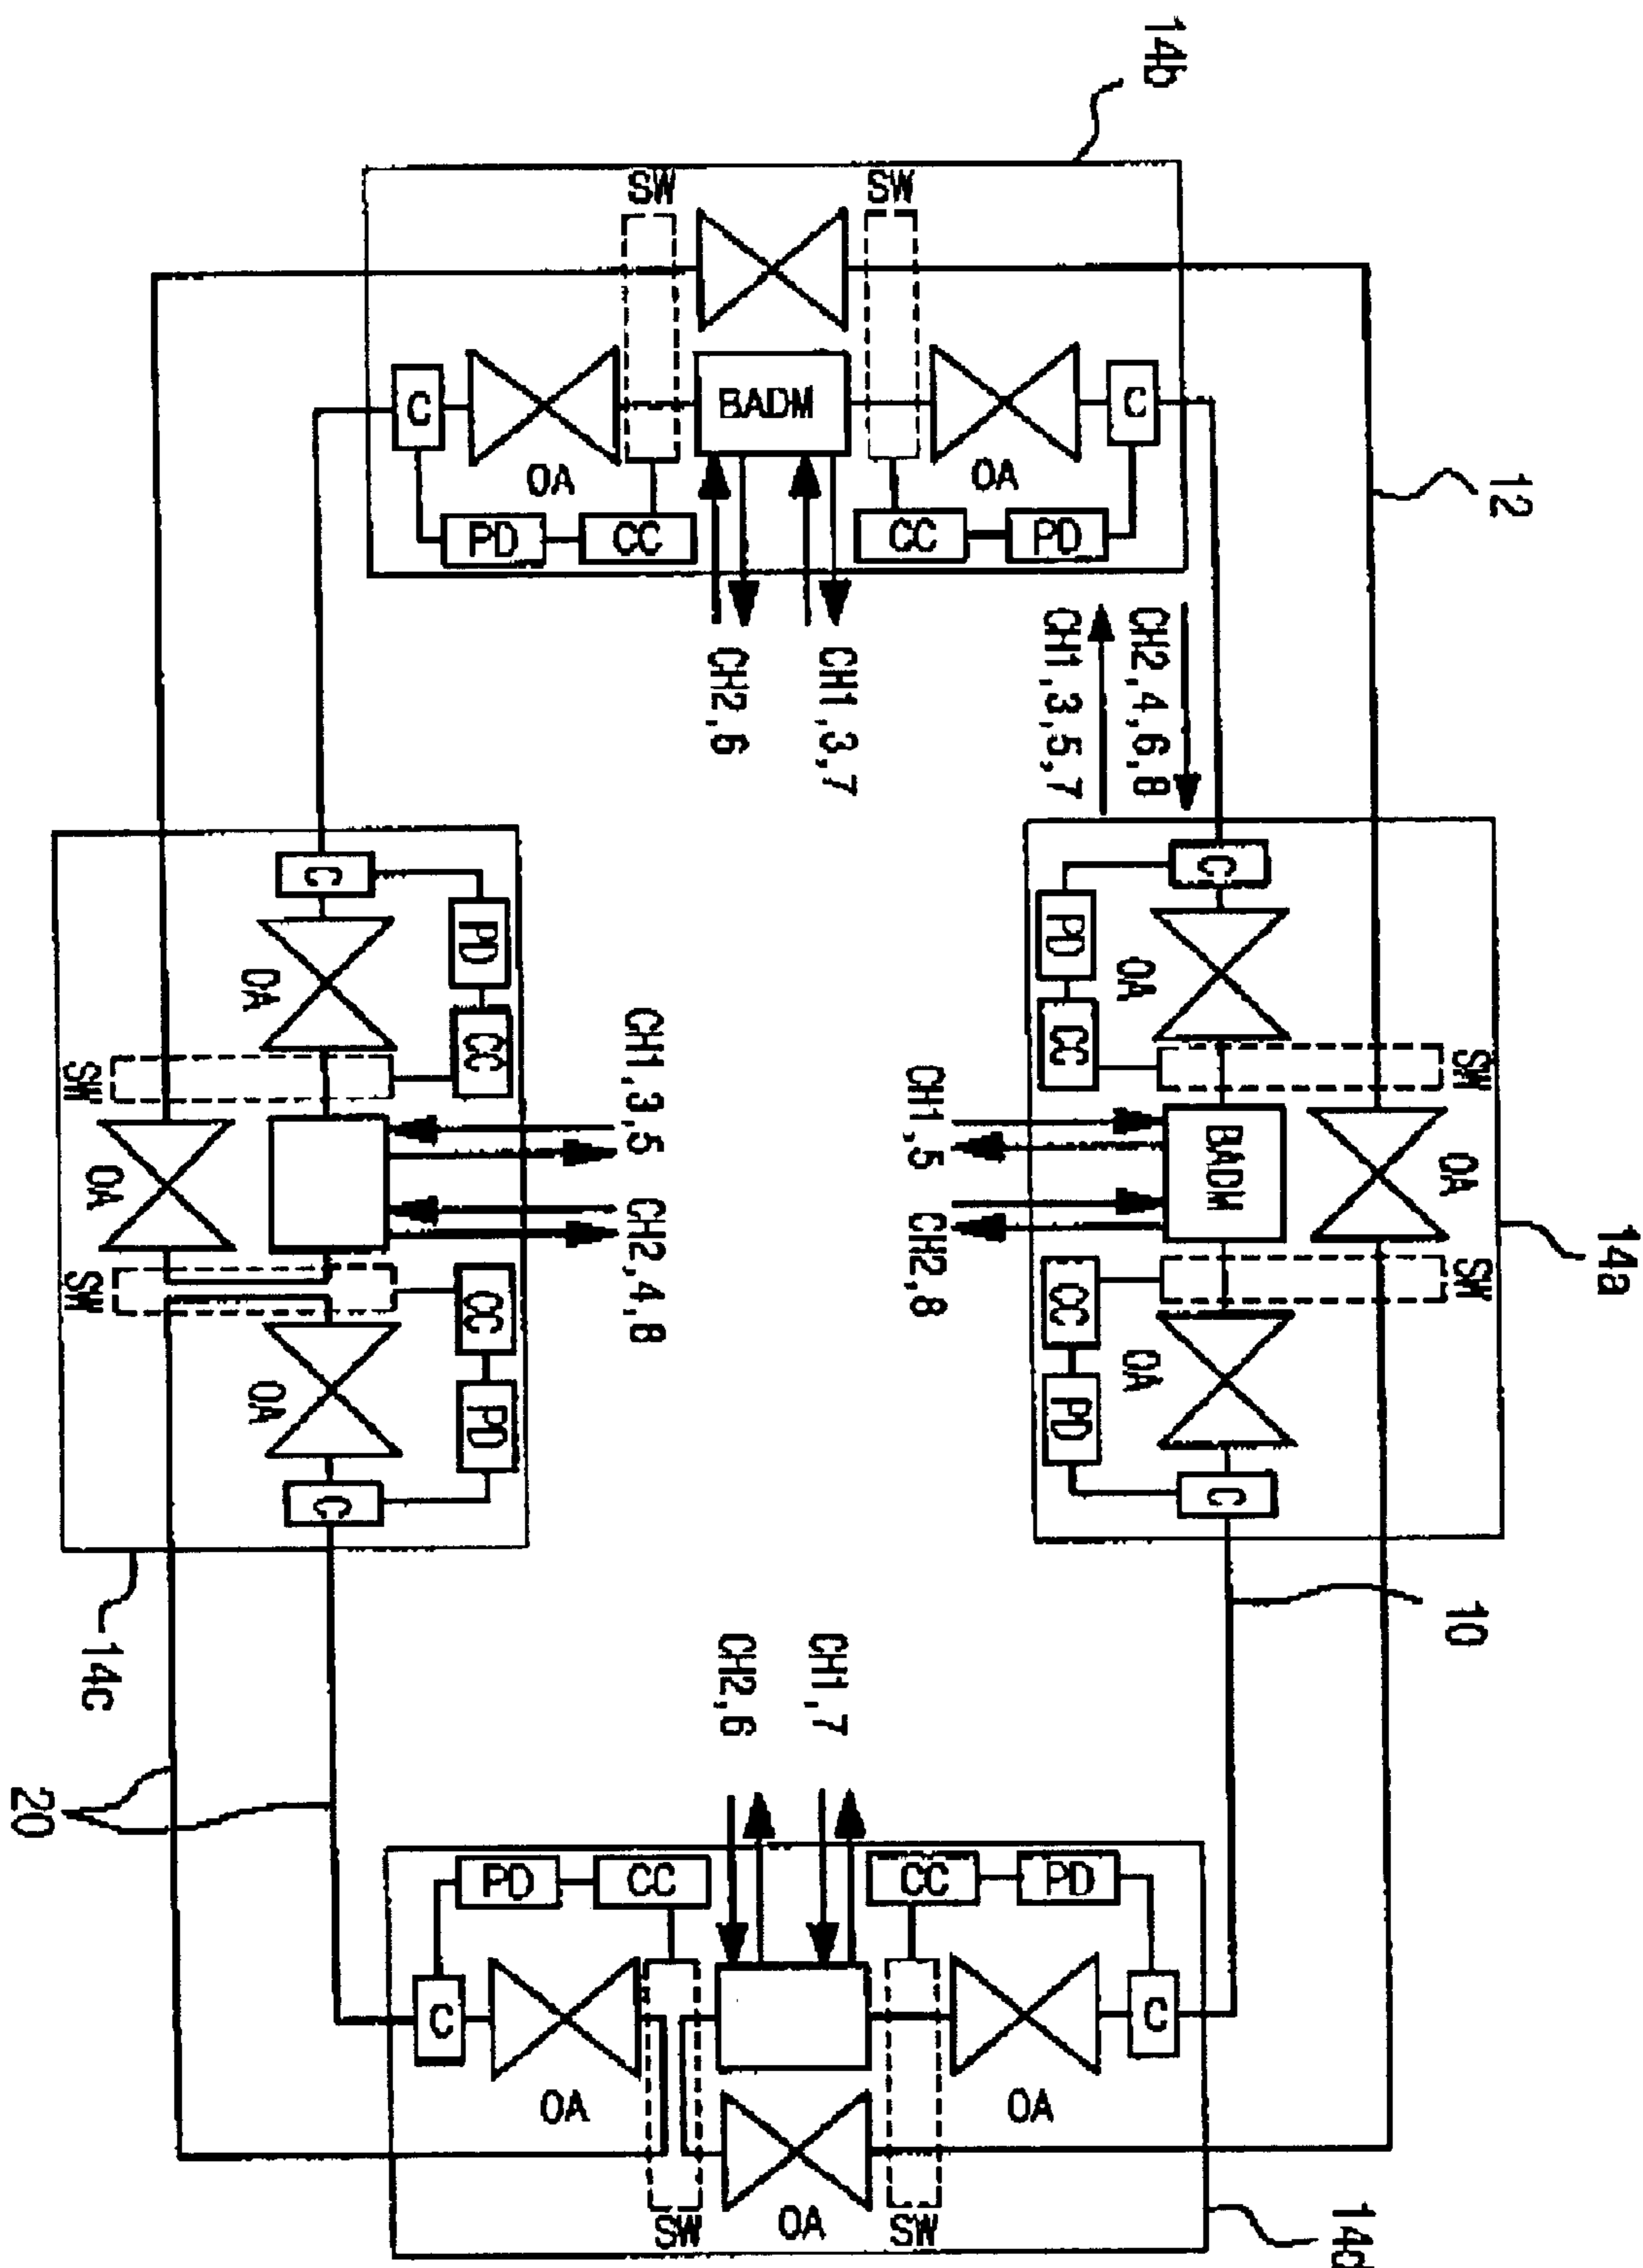 14b
SW
SW
C
BADM
C
OA
OA
PD
CC
CC
PD
CH2,6
CH1,3,7
12
CH2,4,6,8
CH1,3,5,7
C
PD
OA
CC
SW
CH1,5
BADM
OA
CH2,8
14a
CC
SW
OA
PD
C
10
C
PD
OA
CC
SW
CH1,3,5
OA
CH2,4,8
SW
CC
OA
PD
C
14c
20
CH2,6
CH1,7
PD
CC
CC
PD
C
C
OA
OA
SW
OA
SW
14d